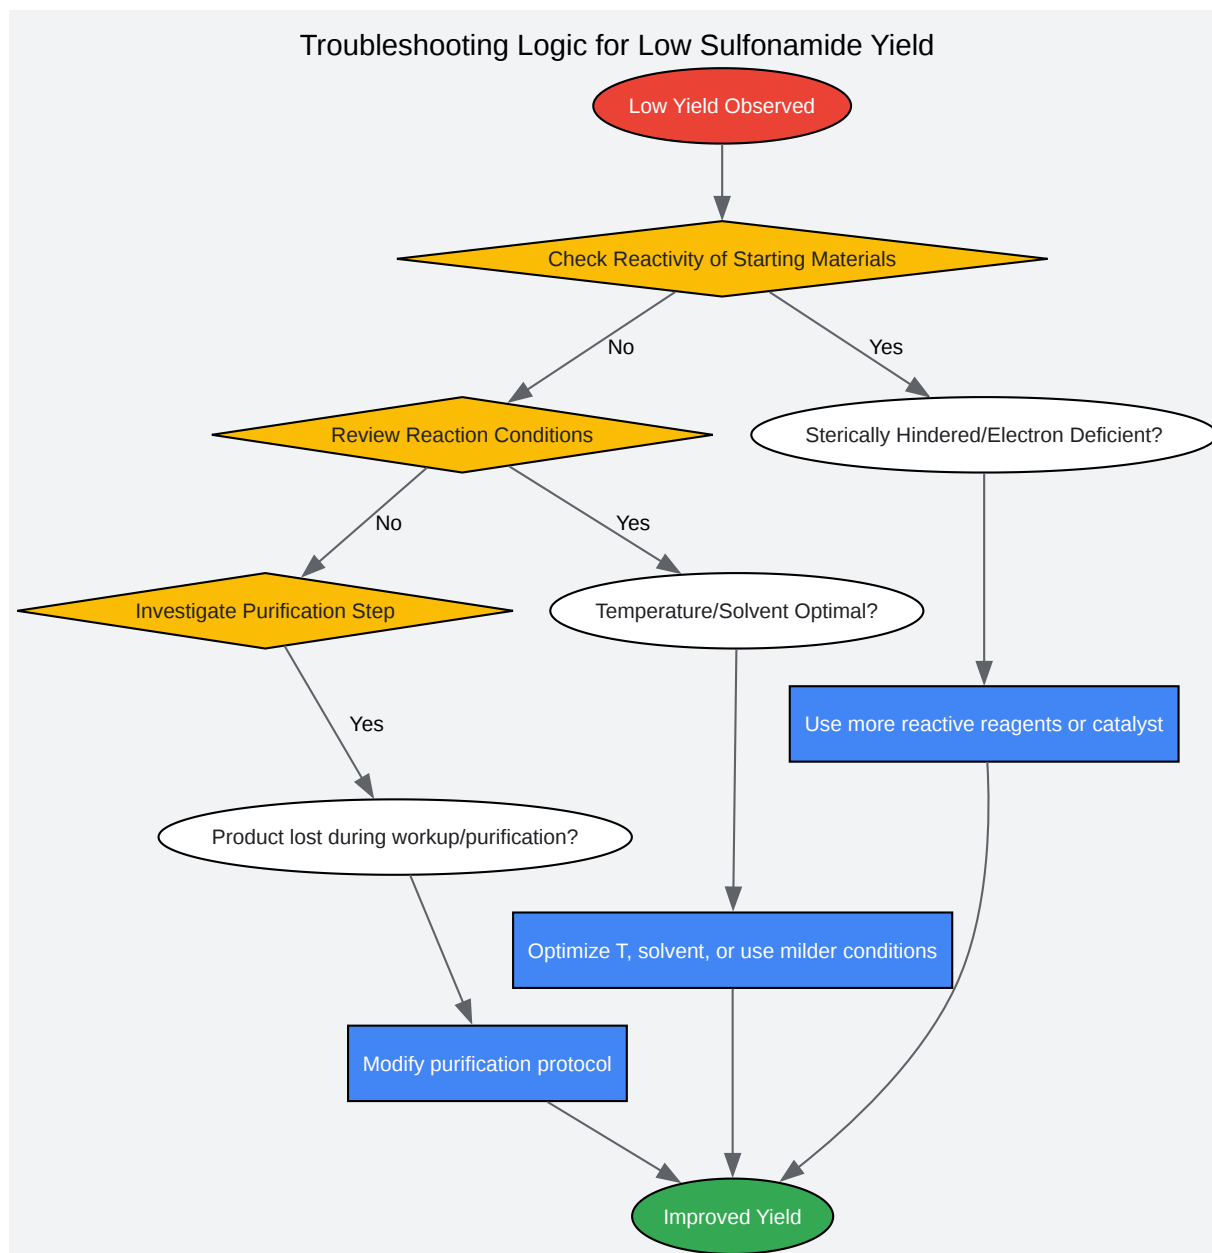 Troubleshooting Logic for Low Sulfonamide Yield
Low Yield Observed
Check Reactivity of Starting Materials
No
Yes
Review Reaction Conditions
Sterically Hindered/Electron Deficient?
No
Yes
Investigate Purification Step
Temperature/Solvent Optimal?
Yes
Use more reactive reagents or catalyst
Product lost during workup/purification?
Optimize T, solvent, or use milder conditions
Modify purification protocol
Improved Yield